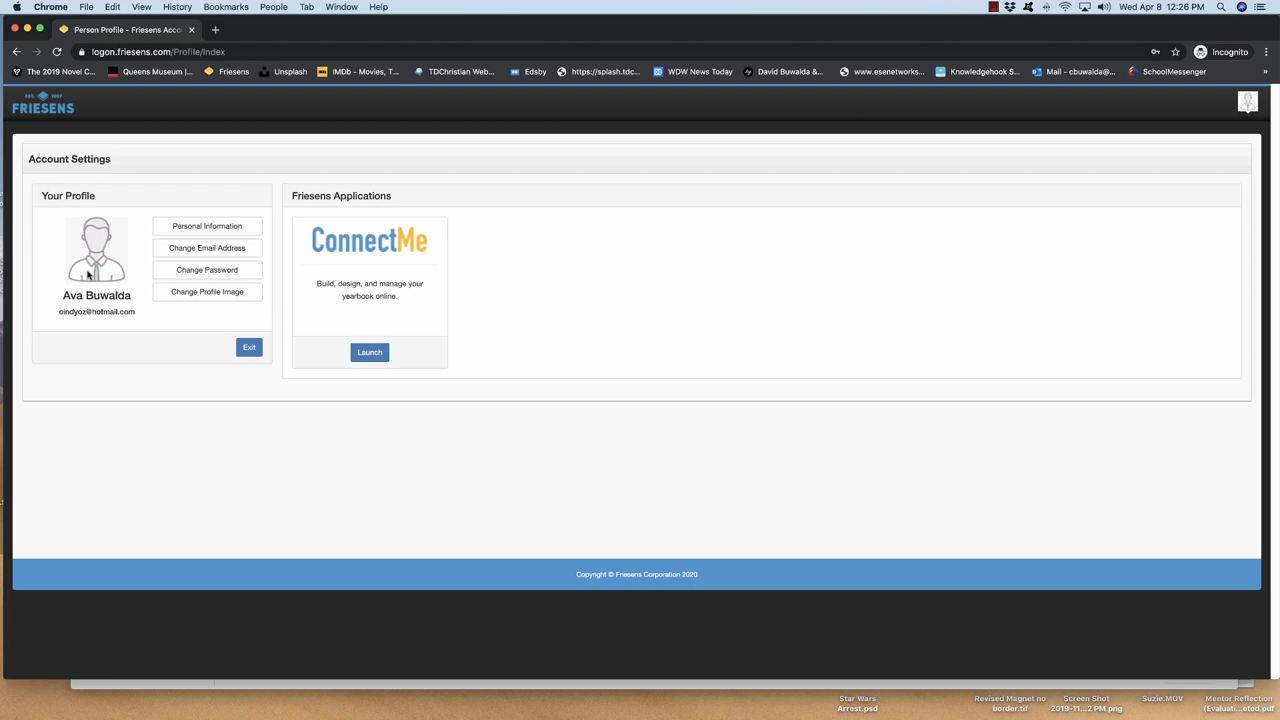 Chrome File Edit View History Bookmarks People Tab Window Help Wed Apr 8 12:26 PM
Person Profile - Friesens Acco
logon.friesens.com/Profile/Index Incognito
The 2019 Novel C... Queens Museum |... Friesens Unsplash IMDb - Movies, T... TDChristian Web... Edsby https://splash.tdc... WDW News Today David Buwalda &... www.esenetworks... Knowledgehook S... Mail - cbuwalda@... SchoolMessenger »
FRIESENS
Account Settings
Your Profile
Personal Information
Change Email Address
Change Password
Change Profile Image
Ava Buwalda
cindyoz@hotmail.com
Exit
Friesens Applications
ConnectMe
Build, design, and manage your
yearbook online.
Launch
Copyright © Friesens Corporation 2020
Star Wars
Arrest.psd
Revised Magnet no
border.tif
Screen Shot
2019-11...2 PM.png
Suzie.MOV
Mentor Reflection
(Evaluati...eted.pdf